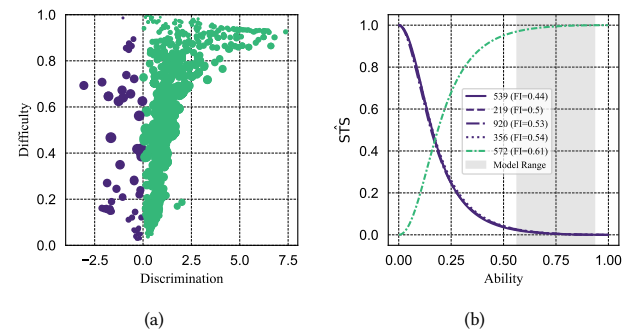 1.0
0.8
0.6
0.4
0.2
0.0
Difficulty
−2.5 0.0 2.5 5.0 7.5
Discrimination
(a)
1.0
0.8
0.6
0.4
0.2
0.0
ST̂S
539 (FI=0.44)
219 (FI=0.5)
920 (FI=0.53)
356 (FI=0.54)
572 (FI=0.61)
Model Range
0.00 0.25 0.50 0.75 1.00
Ability
(b)